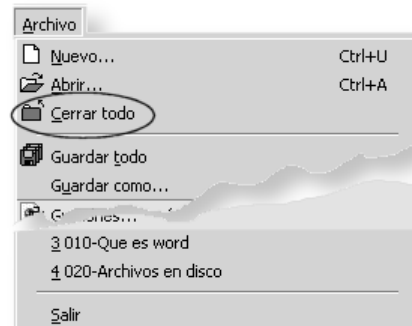 Archivo
Nuevo... Ctrl+U
Abrir... Ctrl+A
Cerrar todo
Guardar todo
Guardar como...
3 010-Que es word
4 020-Archivos en disco
Salir